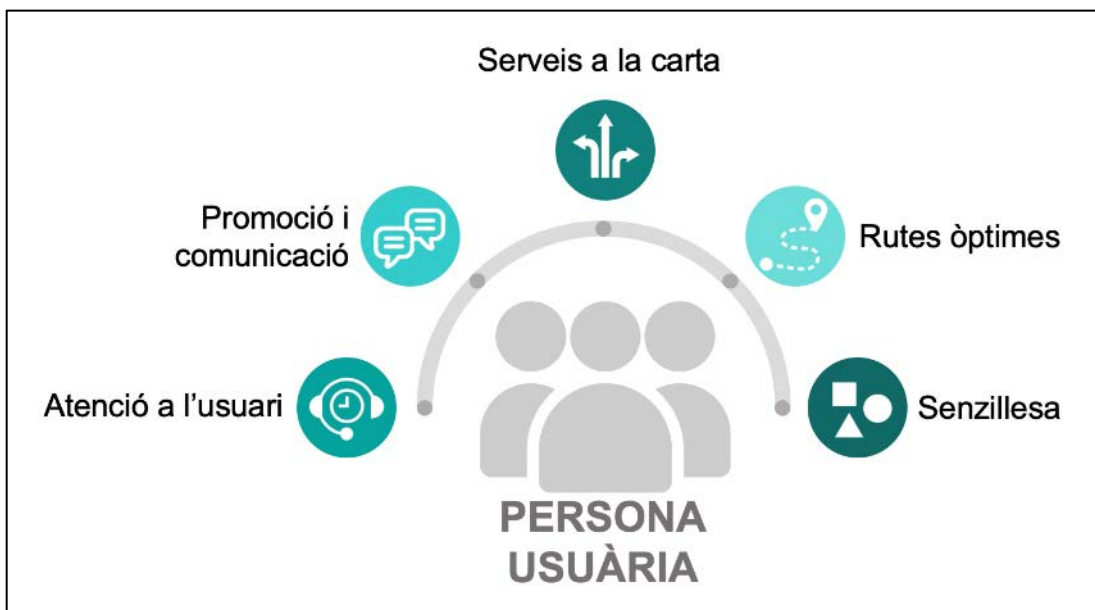 Serveis a la carta
Promoció i
comunicació
Rutes òptimes
Atenció a l'usuari
Senzillesa
PERSONA
USUÀRIA